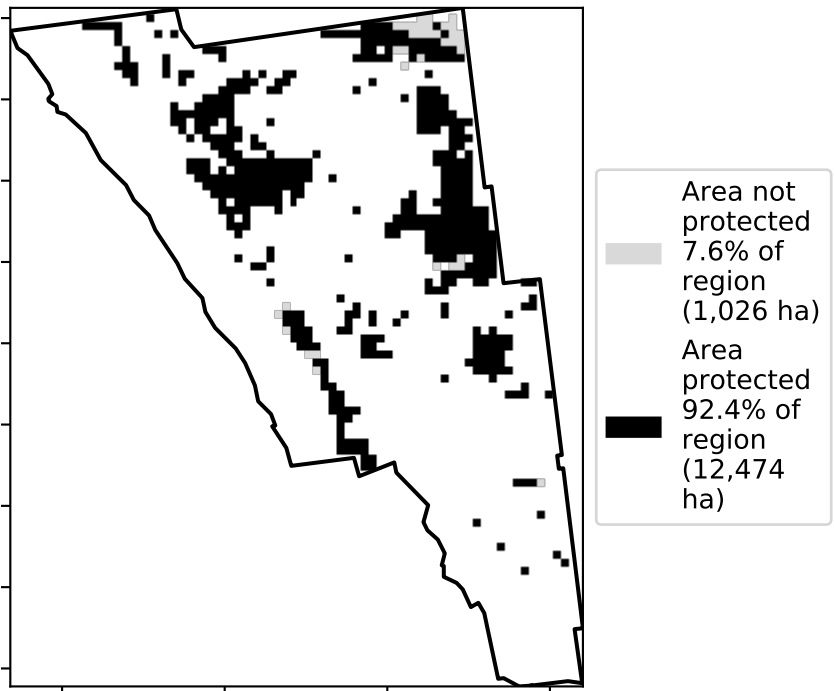 Area not
protected
7.6% of
region
(1,026 ha)
Area
protected
92.4% of
region
(12,474
ha)